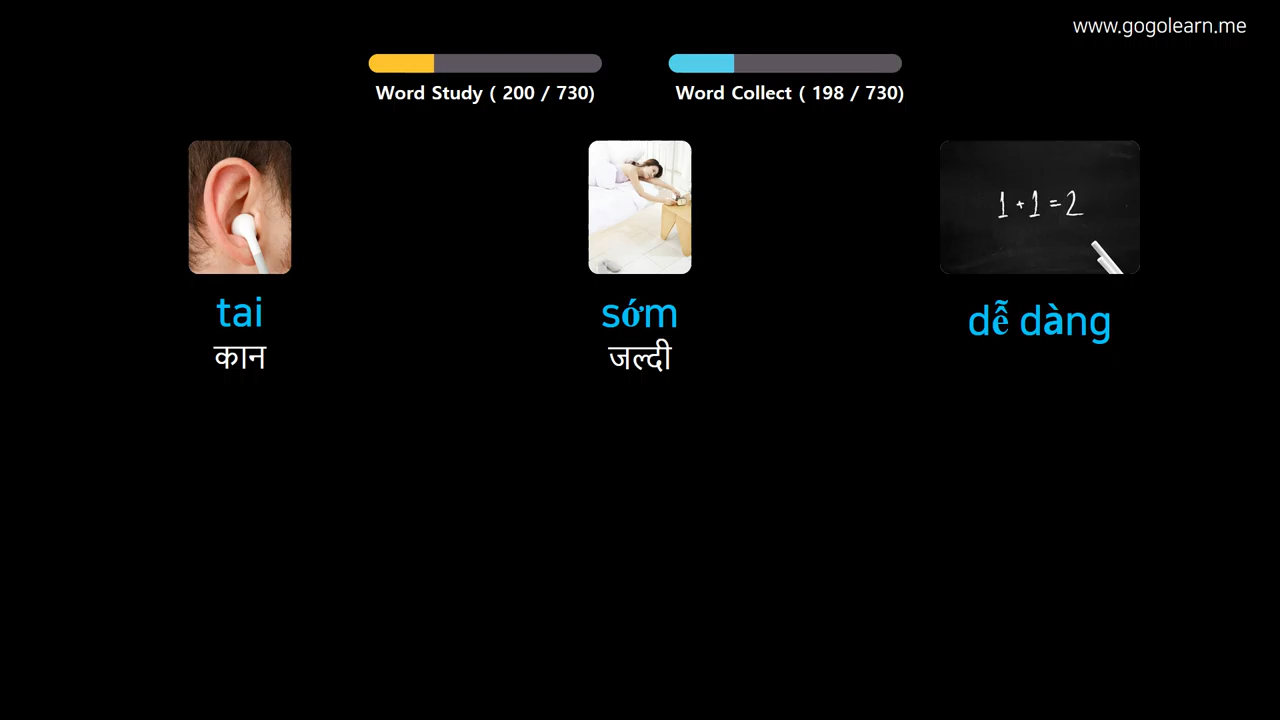 www.gogolearn.me
Word Study ( 200 / 730)
Word Collect ( 198 / 730)
1+1=2
tai
कान
sớm
जल्दी
dễ dàng